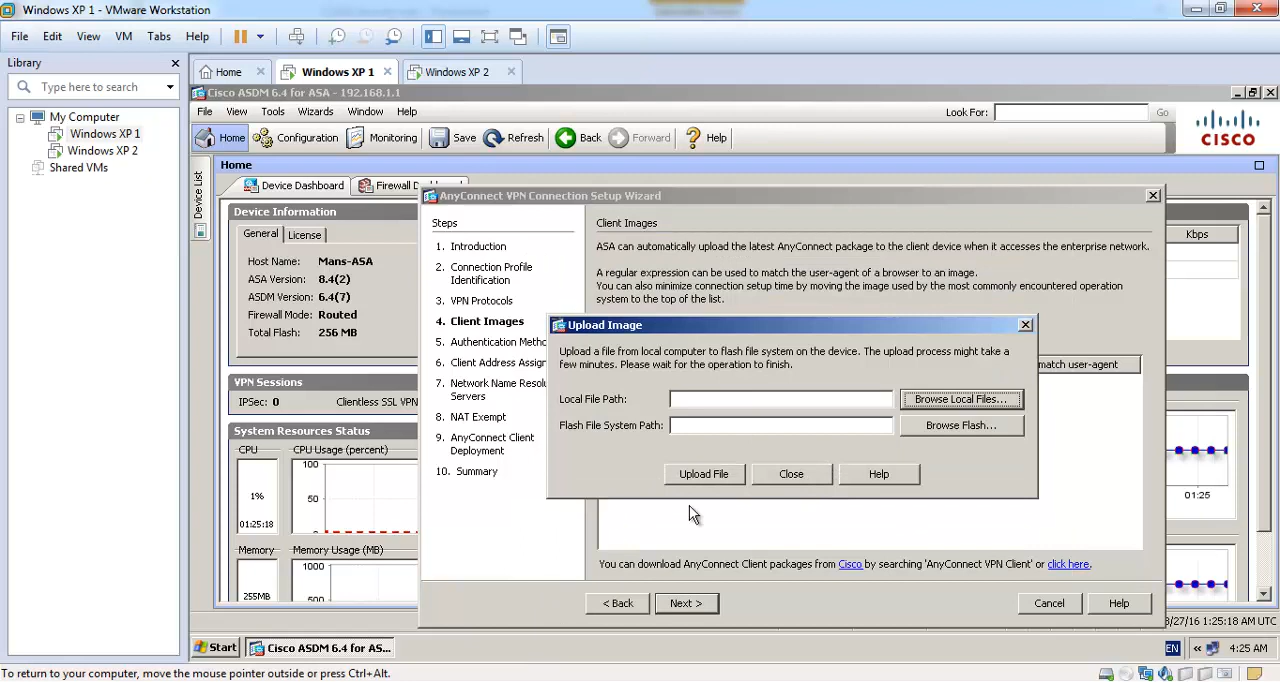 Windows XP 1 - VMware Workstation
File Edit View VM Tabs Help
Library
Type here to search
My Computer
Windows XP 1
Windows XP 2
Shared VMs
Home Windows XP 1 Windows XP 2
Cisco ASDM 6.4 for ASA - 192.168.1.1
File View Tools Wizards Window Help Look For: Go
Home Configuration Monitoring Save Refresh Back Forward Help
CISCO
Device List
Home
Device Dashboard Firewall D
Device Information
General License
Host Name: Mans-ASA
ASA Version: 8.4(2)
ASDM Version: 6.4(7)
Firewall Mode: Routed
Total Flash: 256 MB
VPN Sessions
IPSec: 0 Clientless SSL VPN
System Resources Status
CPU CPU Usage (percent)
100
50
0
1%
01:25:18
Memory Memory Usage (MB)
1000
500
255MB
Kbps
01:25
AnyConnect VPN Connection Setup Wizard
Steps
1. Introduction
2. Connection Profile
Identification
3. VPN Protocols
4. Client Images
5. Authentication Metho
6. Client Address Assign
7. Network Name Resolu
Servers
8. NAT Exempt
9. AnyConnect Client
Deployment
10. Summary
Client Images
ASA can automatically upload the latest AnyConnect package to the client device when it accesses the enterprise network.
A regular expression can be used to match the user-agent of a browser to an image.
You can also minimize connection setup time by moving the image used by the most commonly encountered operation
system to the top of the list.
match user-agent
Upload Image
Upload a file from local computer to flash file system on the device. The upload process might take a
few minutes. Please wait for the operation to finish.
Local File Path: Browse Local Files...
Flash File System Path: Browse Flash...
Upload File Close Help
You can download AnyConnect Client packages from Cisco by searching 'AnyConnect VPN Client' or click here.
< Back Next > Cancel Help
/27/16 1:25:18 AM UTC
Start Cisco ASDM 6.4 for AS... EN « 4:25 AM
To return to your computer, move the mouse pointer outside or press Ctrl+Alt.